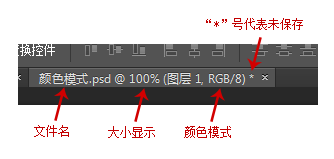 “*”号代表未保存
换控件
颜色模式.psd @ 100% (图层 1, RGB/8) * ×
文件名
大小显示
颜色模式